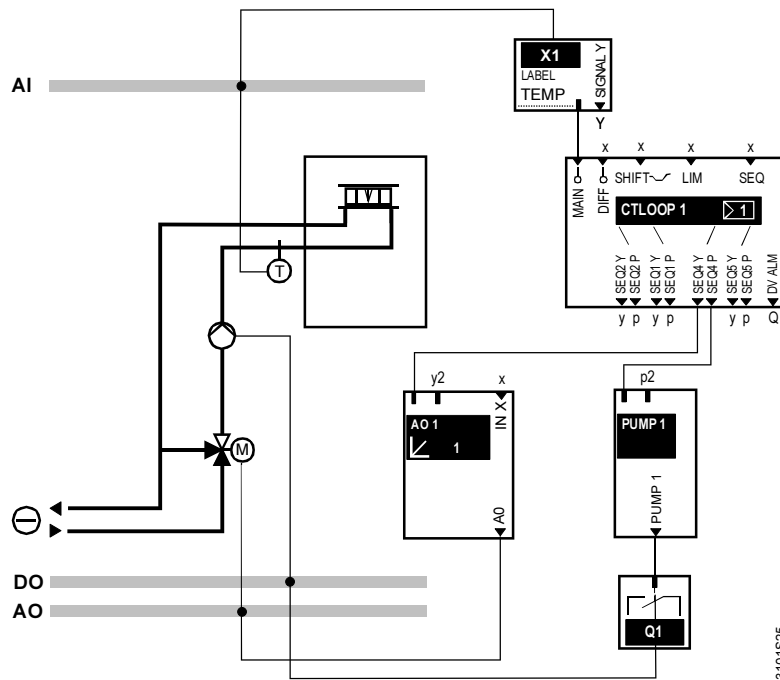 X1
LABEL
TEMP
SIGNAL Y
Y
AI
x x x x
MAIN
DIFF
SHIFT
LIM
SEQ
CTLOOP 1
1
SEQ2 Y
SEQ2 P
SEQ1 Y
SEQ1 P
SEQ4 Y
SEQ4 P
SEQ5 Y
SEQ5 P
DV ALM
y p y p y p Q
T
M
y2
x
IN X
AO 1
1
A0
p2
PUMP 1
PUMP 1
DO
AO
Q1